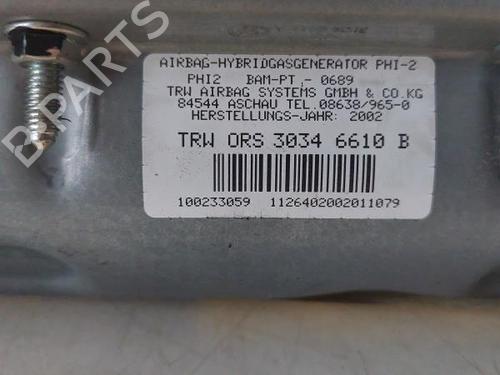 AIRBAG-HYBRIDGASGENERATOR PHI-2
PHI2 BAM-PT.- 0689
TRW AIRBAG SYSTEMS GMBH & CO.KG
84544 ASCHAU TEL.08638/965-0
HERSTELLUNGS-JAHR: 2002
TRW ORS 3034 6610 B
100233059 1126402002011079
B-PARTS